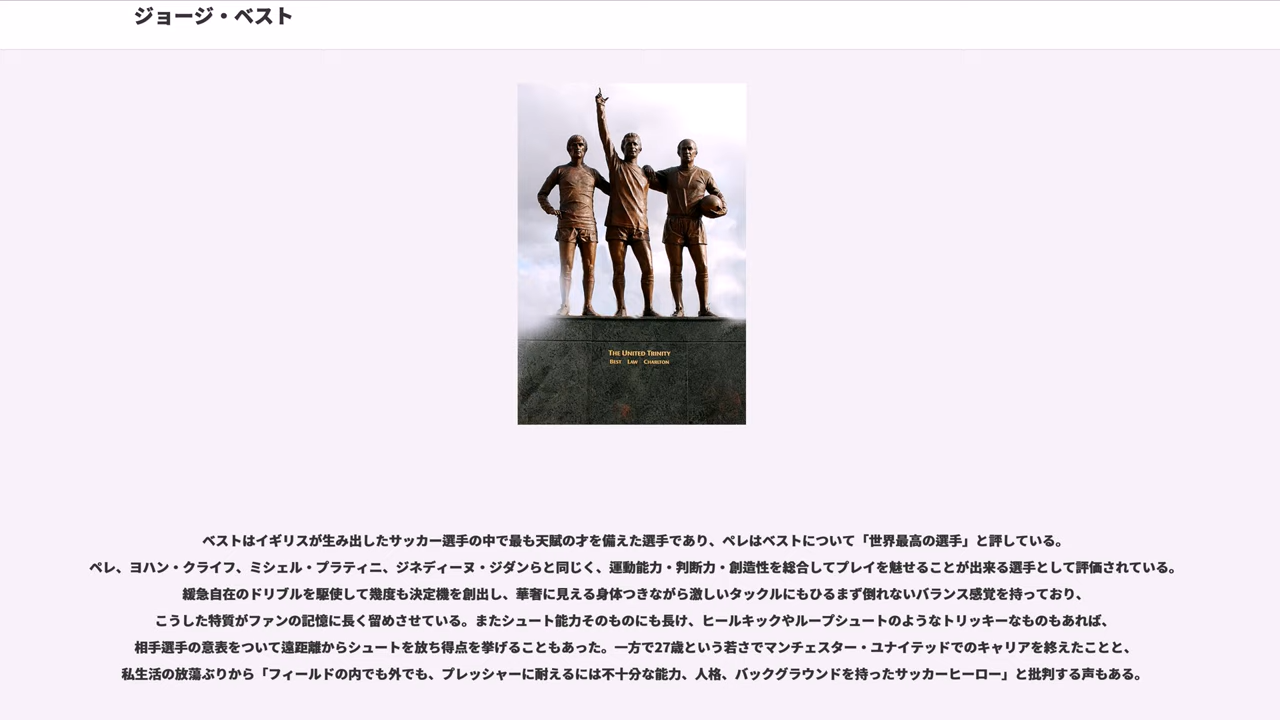 ジョージ・ベスト
THE UNITED TRINITY
BEST LAW CHARLTON
ベストはイギリスが生み出したサッカー選手の中で最も天賦の才を備えた選手であり、ペレはベストについて「世界最高の選手」と評している。
ペレ、ヨハン・クライフ、ミシェル・プラティニ、ジネディーヌ・ジダンらと同じく、運動能力・判断力・創造性を総合してプレイを魅せることが出来る選手として評価されている。
緩急自在のドリブルを駆使して幾度も決定機を創出し、華奢に見える身体つきながら激しいタックルにもひるまず倒れないバランス感覚を持っており、
こうした特質がファンの記憶に長く留めさせている。またシュート能力そのものにも長け、ヒールキックやループシュートのようなトリッキーなものもあれば、
相手選手の意表をついて遠距離からシュートを放ち得点を挙げることもあった。一方で27歳という若さでマンチェスター・ユナイテッドでのキャリアを終えたことと、
私生活の放蕩ぶりから「フィールドの内でも外でも、プレッシャーに耐えるには不十分な能力、人格、バックグラウンドを持ったサッカーヒーロー」と批判する声もある。